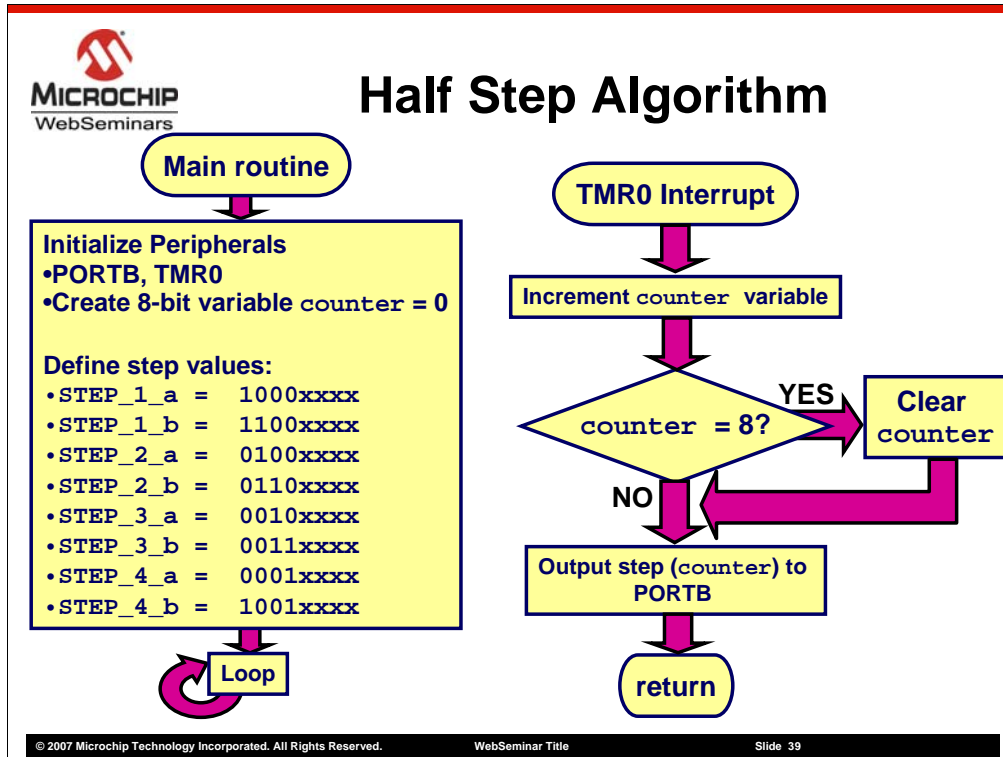 MICROCHIP
WebSeminars
Half Step Algorithm
Main routine
Initialize Peripherals
•PORTB, TMR0
•Create 8-bit variable counter = 0
Define step values:
•STEP_1_a = 1000xxxx
•STEP_1_b = 1100xxxx
•STEP_2_a = 0100xxxx
•STEP_2_b = 0110xxxx
•STEP_3_a = 0010xxxx
•STEP_3_b = 0011xxxx
•STEP_4_a = 0001xxxx
•STEP_4_b = 1001xxxx
Loop
TMR0 Interrupt
Increment counter variable
counter = 8?
YES
Clear
counter
NO
Output step (counter) to
PORTB
return
© 2007 Microchip Technology Incorporated. All Rights Reserved. WebSeminar Title Slide 39